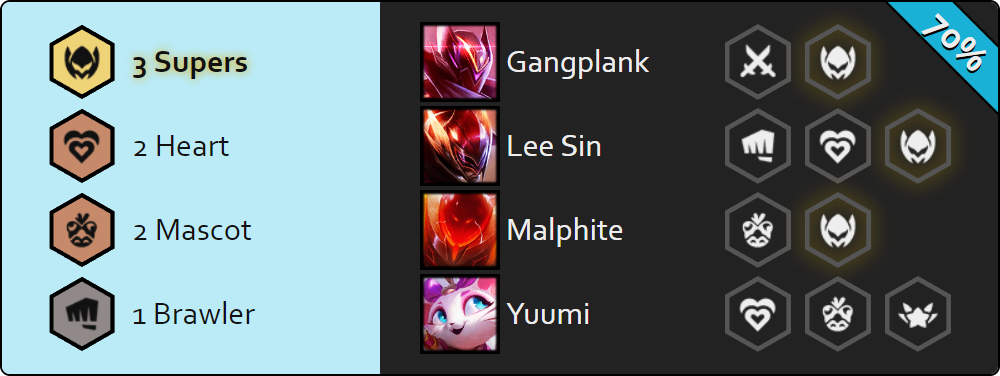 3 Supers
2 Heart
2 Mascot
1 Brawler
Gangplank
Lee Sin
Malphite
Yuumi
70%